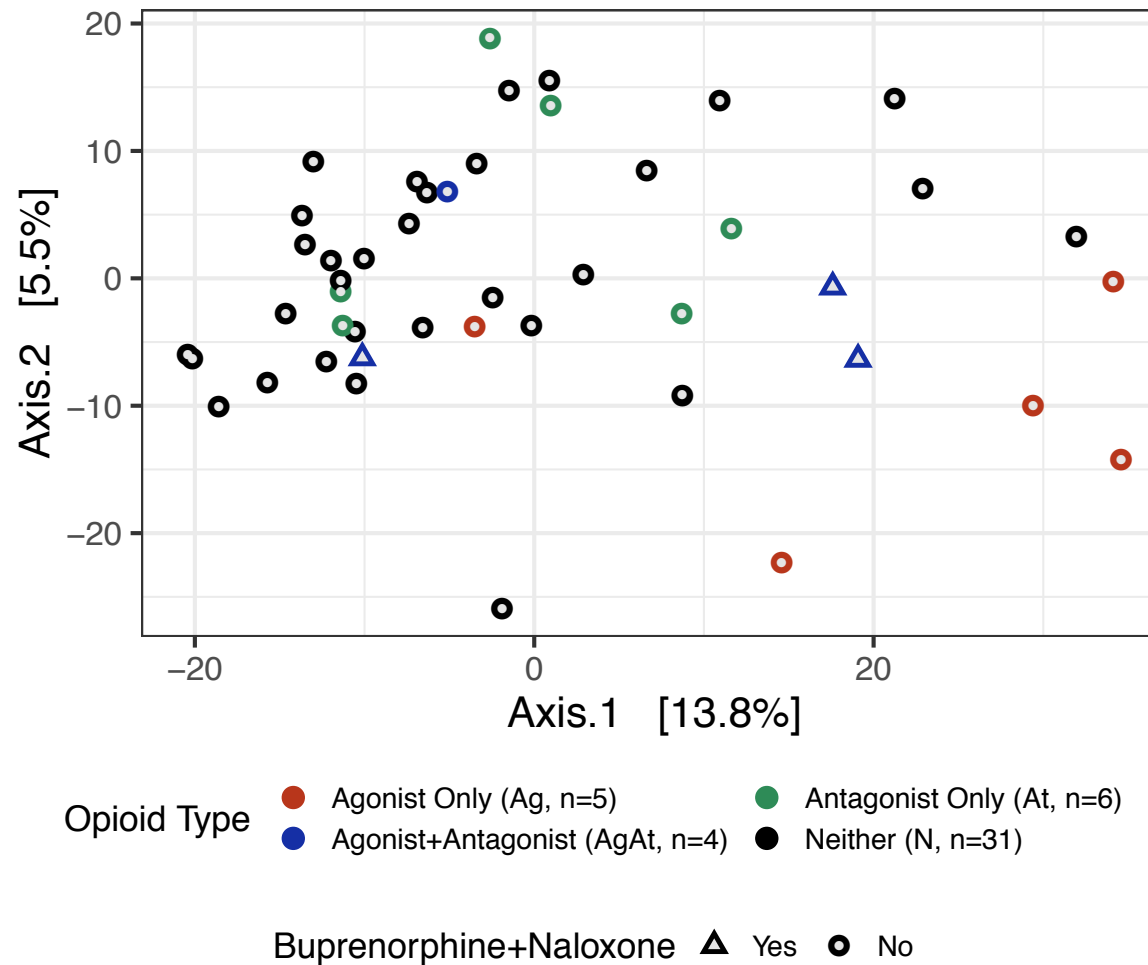 20
10
0
−10
−20
Axis.2 [5.5%]
−20 0 20
Axis.1 [13.8%]
Opioid Type
Agonist Only (Ag, n=5) Antagonist Only (At, n=6)
Agonist+Antagonist (AgAt, n=4) Neither (N, n=31)
Buprenorphine+Naloxone Yes No